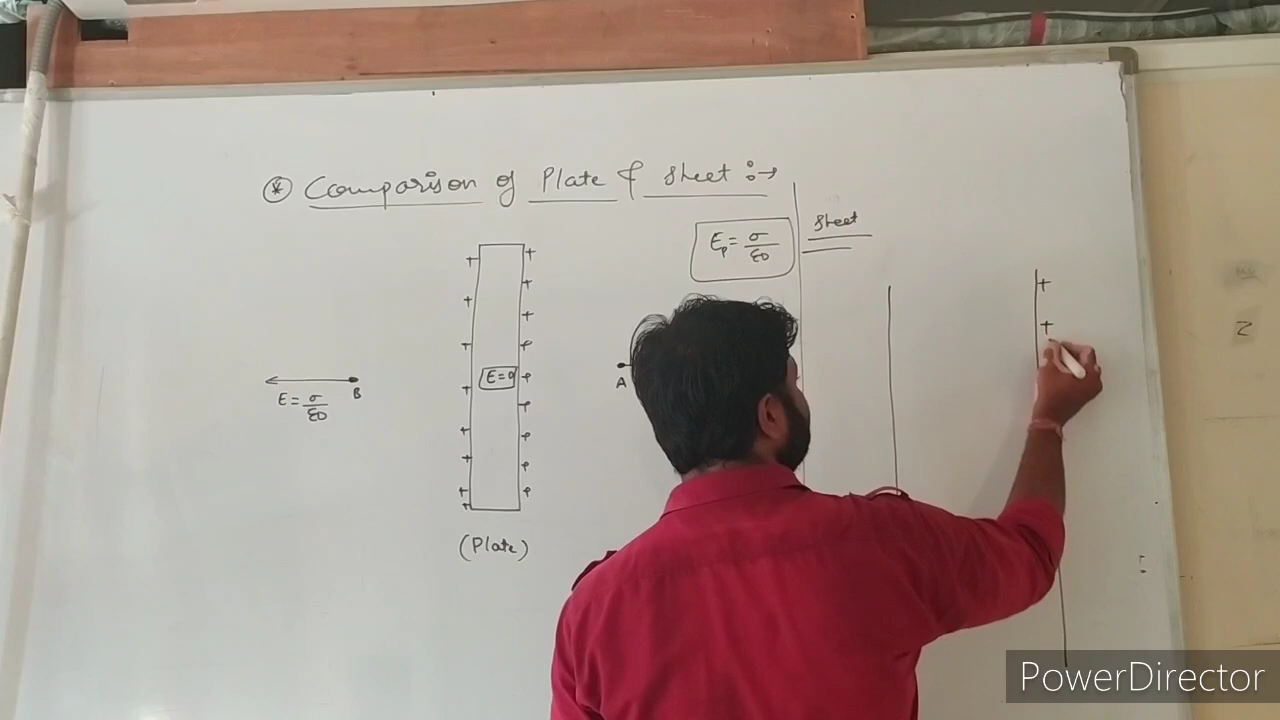 * Comparison of Plate & Sheet :→
Ep = σ/ε0
Sheet
+ +
+ +
+ +
+ +
+ +
+ +
+ +
+ +
+
+
+
E = 0
A
B
E = σ/ε0
(Plate)
PowerDirector